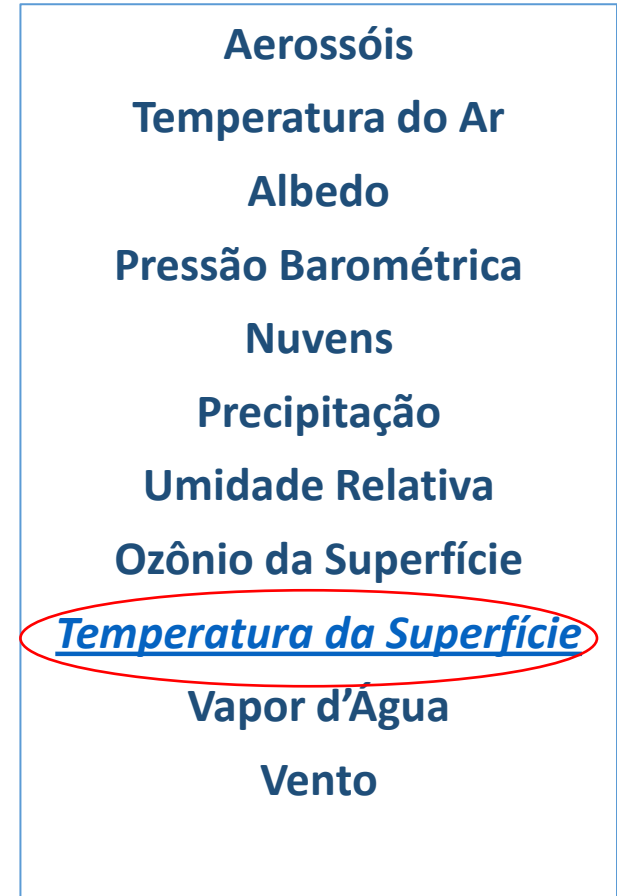 Aerossóis
Temperatura do Ar
Albedo
Pressão Barométrica
Nuvens
Precipitação
Umidade Relativa
Ozônio da Superfície
Temperatura da Superfície
Vapor d’Água
Vento